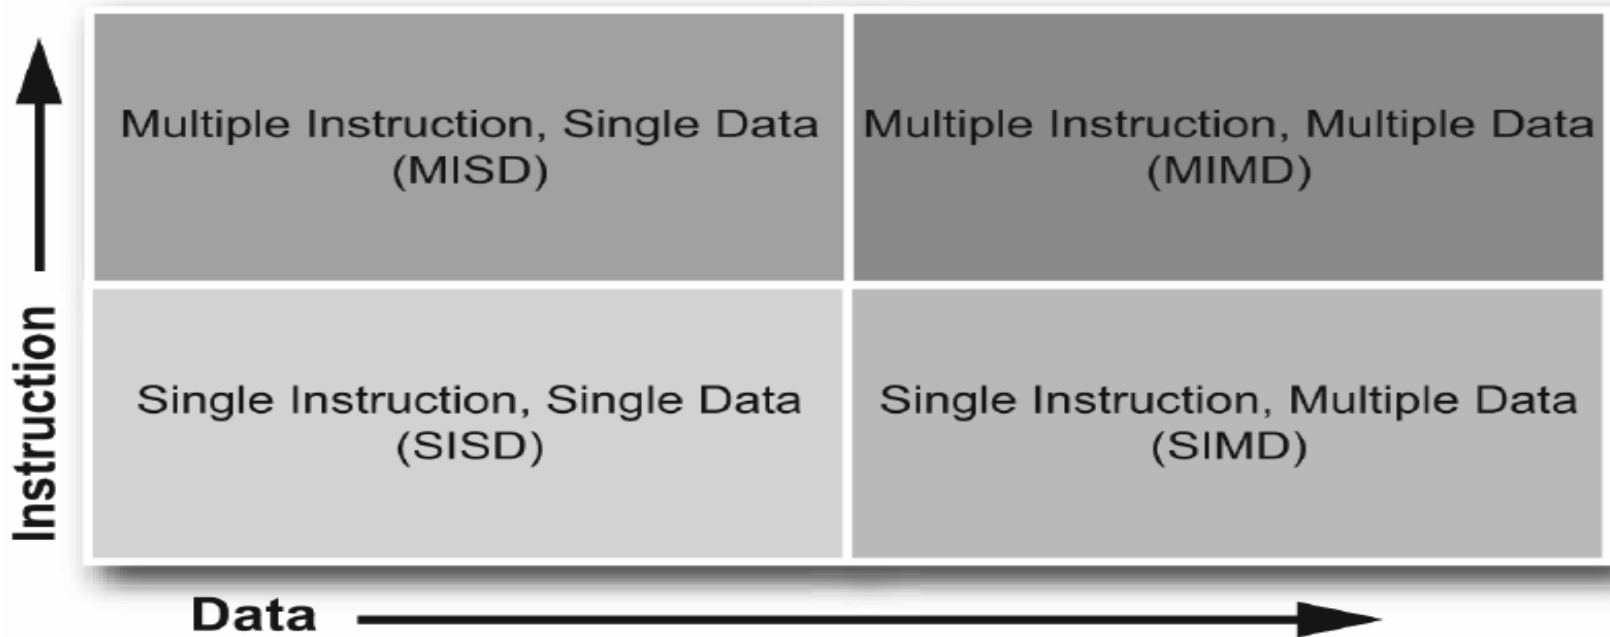 Multiple Instruction, Single Data
(MISD)
Multiple Instruction, Multiple Data
(MIMD)
Instruction
Single Instruction, Single Data
(SISD)
Single Instruction, Multiple Data
(SIMD)
Data